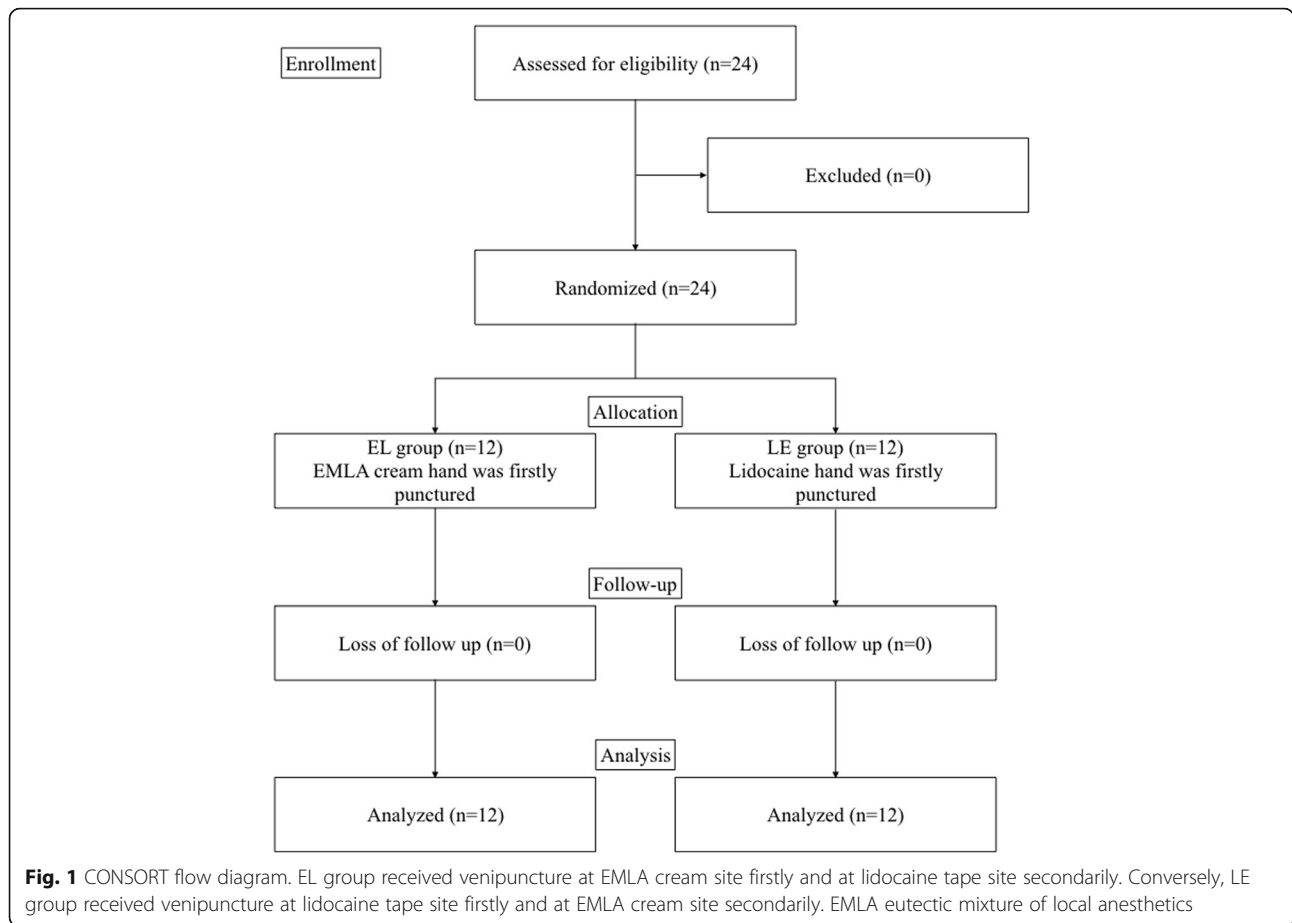 Enrollment
Assessed for eligibility (n=24)
Excluded (n=0)
Randomized (n=24)
Allocation
EL group (n=12)
EMLA cream hand was firstly
punctured
LE group (n=12)
Lidocaine hand was firstly
punctured
Follow-up
Loss of follow up (n=0)
Loss of follow up (n=0)
Analysis
Analyzed (n=12)
Analyzed (n=12)
Fig. 1 CONSORT flow diagram. EL group received venipuncture at EMLA cream site firstly and at lidocaine tape site secondarily. Conversely, LE
group received venipuncture at lidocaine tape site firstly and at EMLA cream site secondarily. EMLA eutectic mixture of local anesthetics